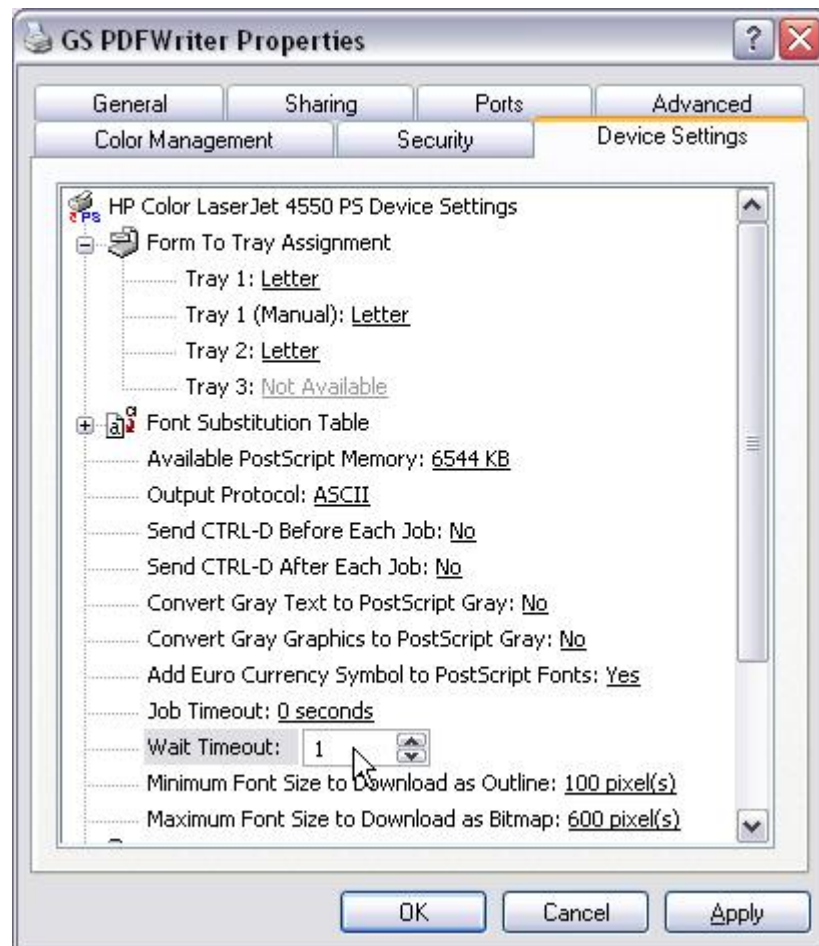 GS PDFWriter Properties
General Sharing Ports Advanced
Color Management Security Device Settings
HP Color LaserJet 4550 PS Device Settings
Form To Tray Assignment
Tray 1: Letter
Tray 1 (Manual): Letter
Tray 2: Letter
Tray 3: Not Available
Font Substitution Table
Available PostScript Memory: 6544 KB
Output Protocol: ASCII
Send CTRL-D Before Each Job: No
Send CTRL-D After Each Job: No
Convert Gray Text to PostScript Gray: No
Convert Gray Graphics to PostScript Gray: No
Add Euro Currency Symbol to PostScript Fonts: Yes
Job Timeout: 0 seconds
Wait Timeout: 1
Minimum Font Size to Download as Outline: 100 pixel(s)
Maximum Font Size to Download as Bitmap: 600 pixel(s)
OK Cancel Apply